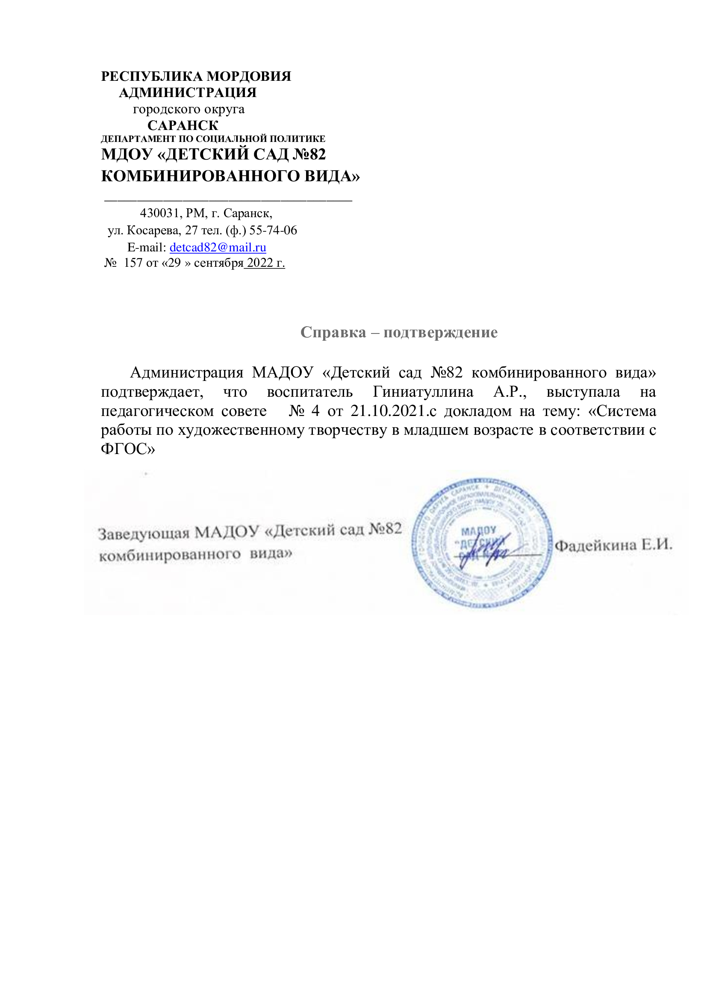 РЕСПУБЛИКА МОРДОВИЯ
АДМИНИСТРАЦИЯ
городского округа
САРАНСК
ДЕПАРТАМЕНТ ПО СОЦИАЛЬНОЙ ПОЛИТИКЕ
МДОУ «ДЕТСКИЙ САД №82
КОМБИНИРОВАННОГО ВИДА»
430031, РМ, г. Саранск,
ул. Косарева, 27 тел. (ф.) 55-74-06
E-mail: detcad82@mail.ru
№ 157 от «29 » сентября 2022 г.
Справка – подтверждение
Администрация МАДОУ «Детский сад №82 комбинированного вида»
подтверждает, что воспитатель Гиниатуллина А.Р., выступала на
педагогическом совете № 4 от 21.10.2021.с докладом на тему: «Система
работы по художественному творчеству в младшем возрасте в соответствии с
ФГОС»
Заведующая МАДОУ «Детский сад №82
комбинированного вида»
Фадейкина Е.И.
ГОРОДСКОГО ОКРУГА САРАНСК
МАДОУ
"ДЕТСКИЙ